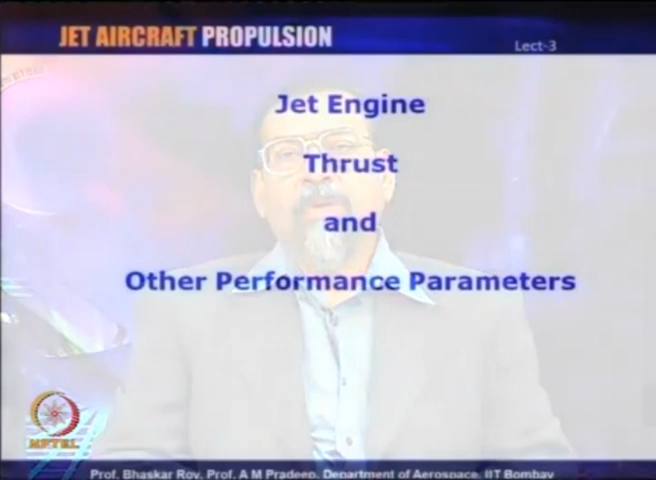 JET AIRCRAFT PROPULSION
Lect-3
Jet Engine
Thrust
and
Other Performance Parameters
NPTEL
Prof. Bhaskar Roy, Prof. A M Pradeep, Department of Aerospace, IIT Bombay